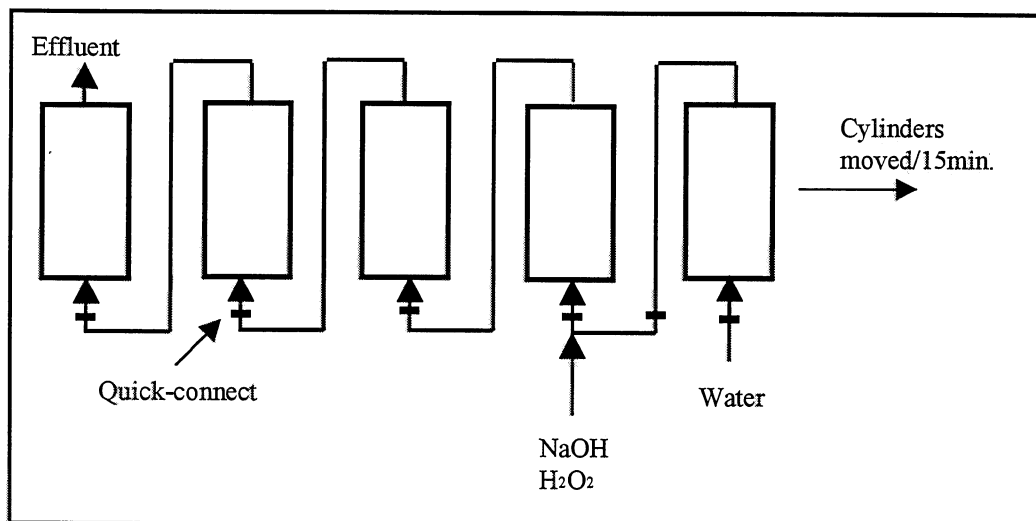 Effluent
Cylinders
moved/15min.
Quick-connect
Water
NaOH
H2O2